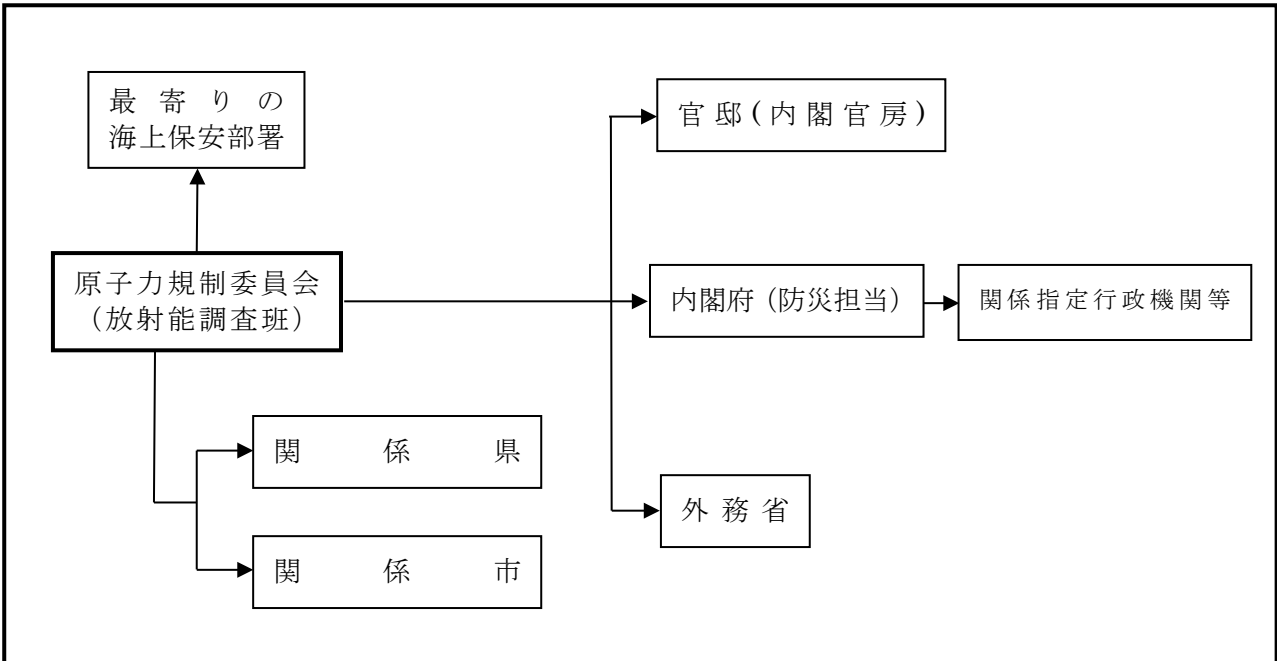 最寄りの
海上保安部署
官邸(内閣官房)
原子力規制委員会
(放射能調査班)
内閣府(防災担当)
関係指定行政機関等
関係県
外務省
関係市